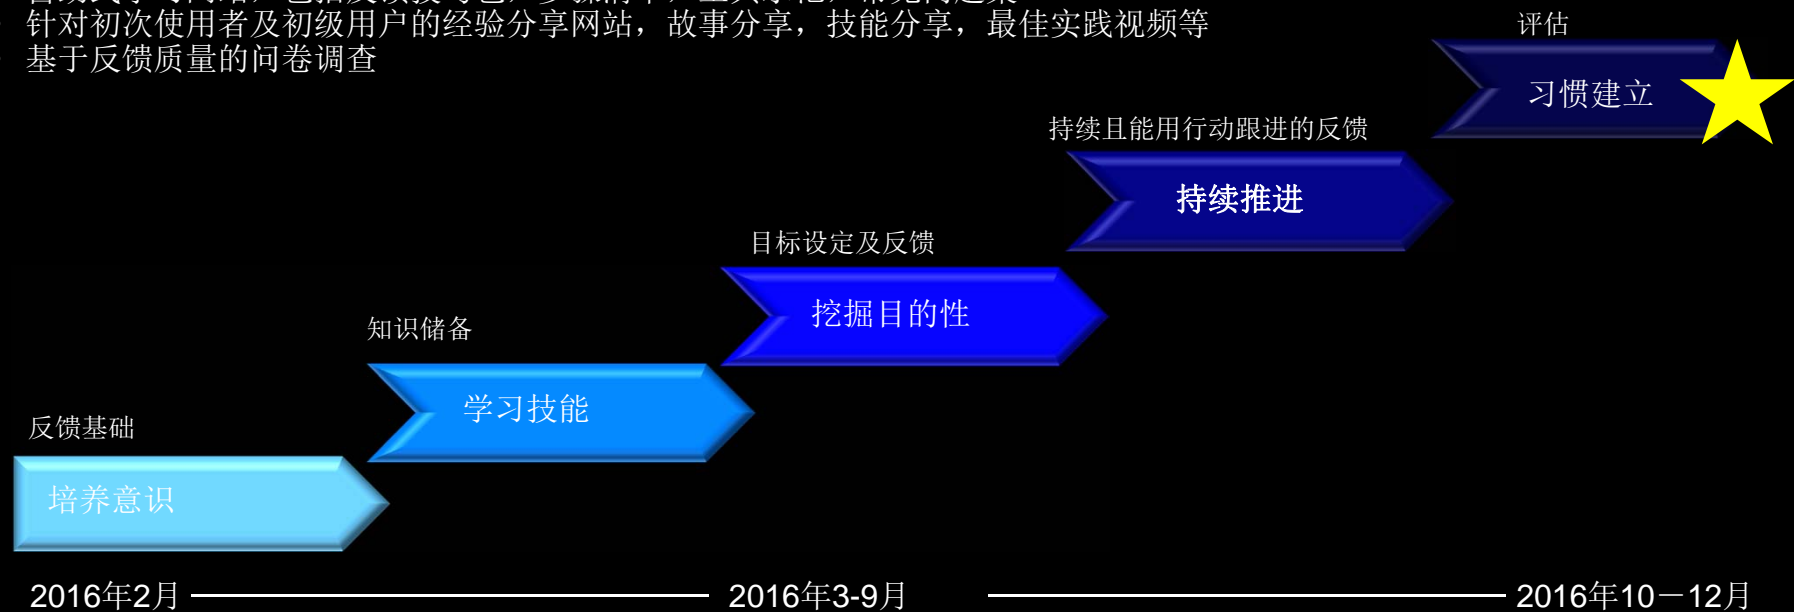 针对初次使用者及初级用户的经验分享网站，故事分享，技能分享，最佳实践视频等
基于反馈质量的问卷调查
评估
习惯建立
持续且能用行动跟进的反馈
持续推进
目标设定及反馈
挖掘目的性
知识储备
学习技能
反馈基础
培养意识
2016年2月
2016年3-9月
2016年10－12月